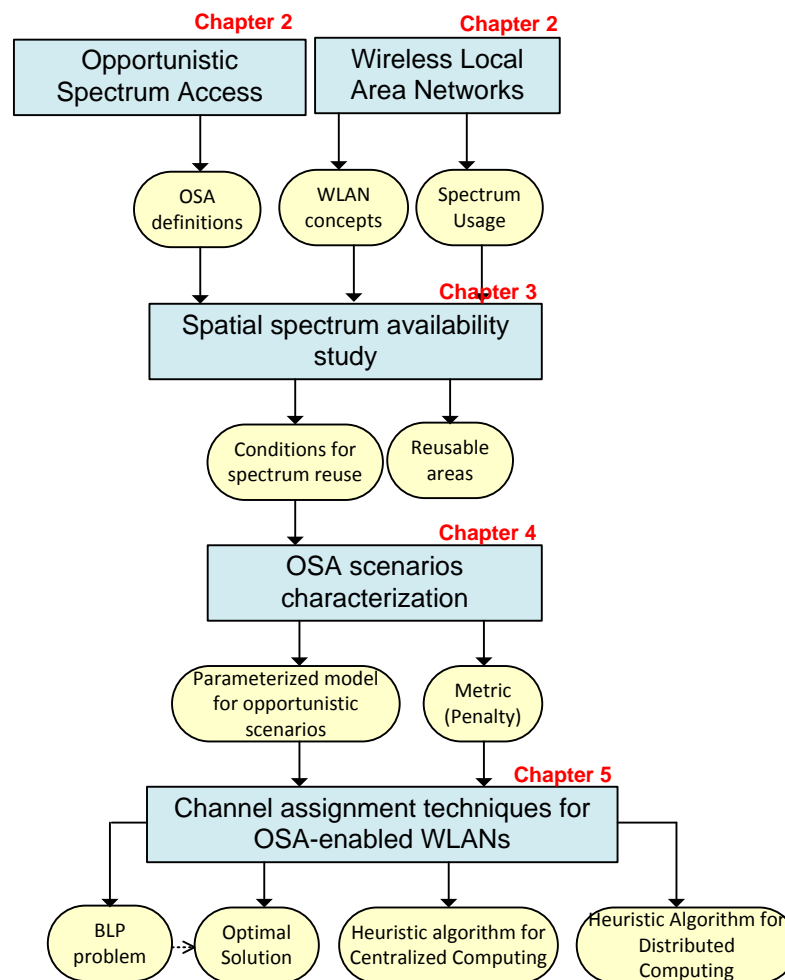 Chapter 2
Opportunistic
Spectrum Access
Chapter 2
Wireless Local
Area Networks
OSA
definitions
WLAN
concepts
Spectrum
Usage
Chapter 3
Spatial spectrum availability
study
Conditions for
spectrum reuse
Reusable
areas
Chapter 4
OSA scenarios
characterization
Parameterized model
for opportunistic
scenarios
Metric
(Penalty)
Chapter 5
Channel assignment techniques for
OSA-enabled WLANs
BLP
problem
Optimal
Solution
Heuristic algorithm for
Centralized Computing
Heuristic Algorithm for
Distributed
Computing